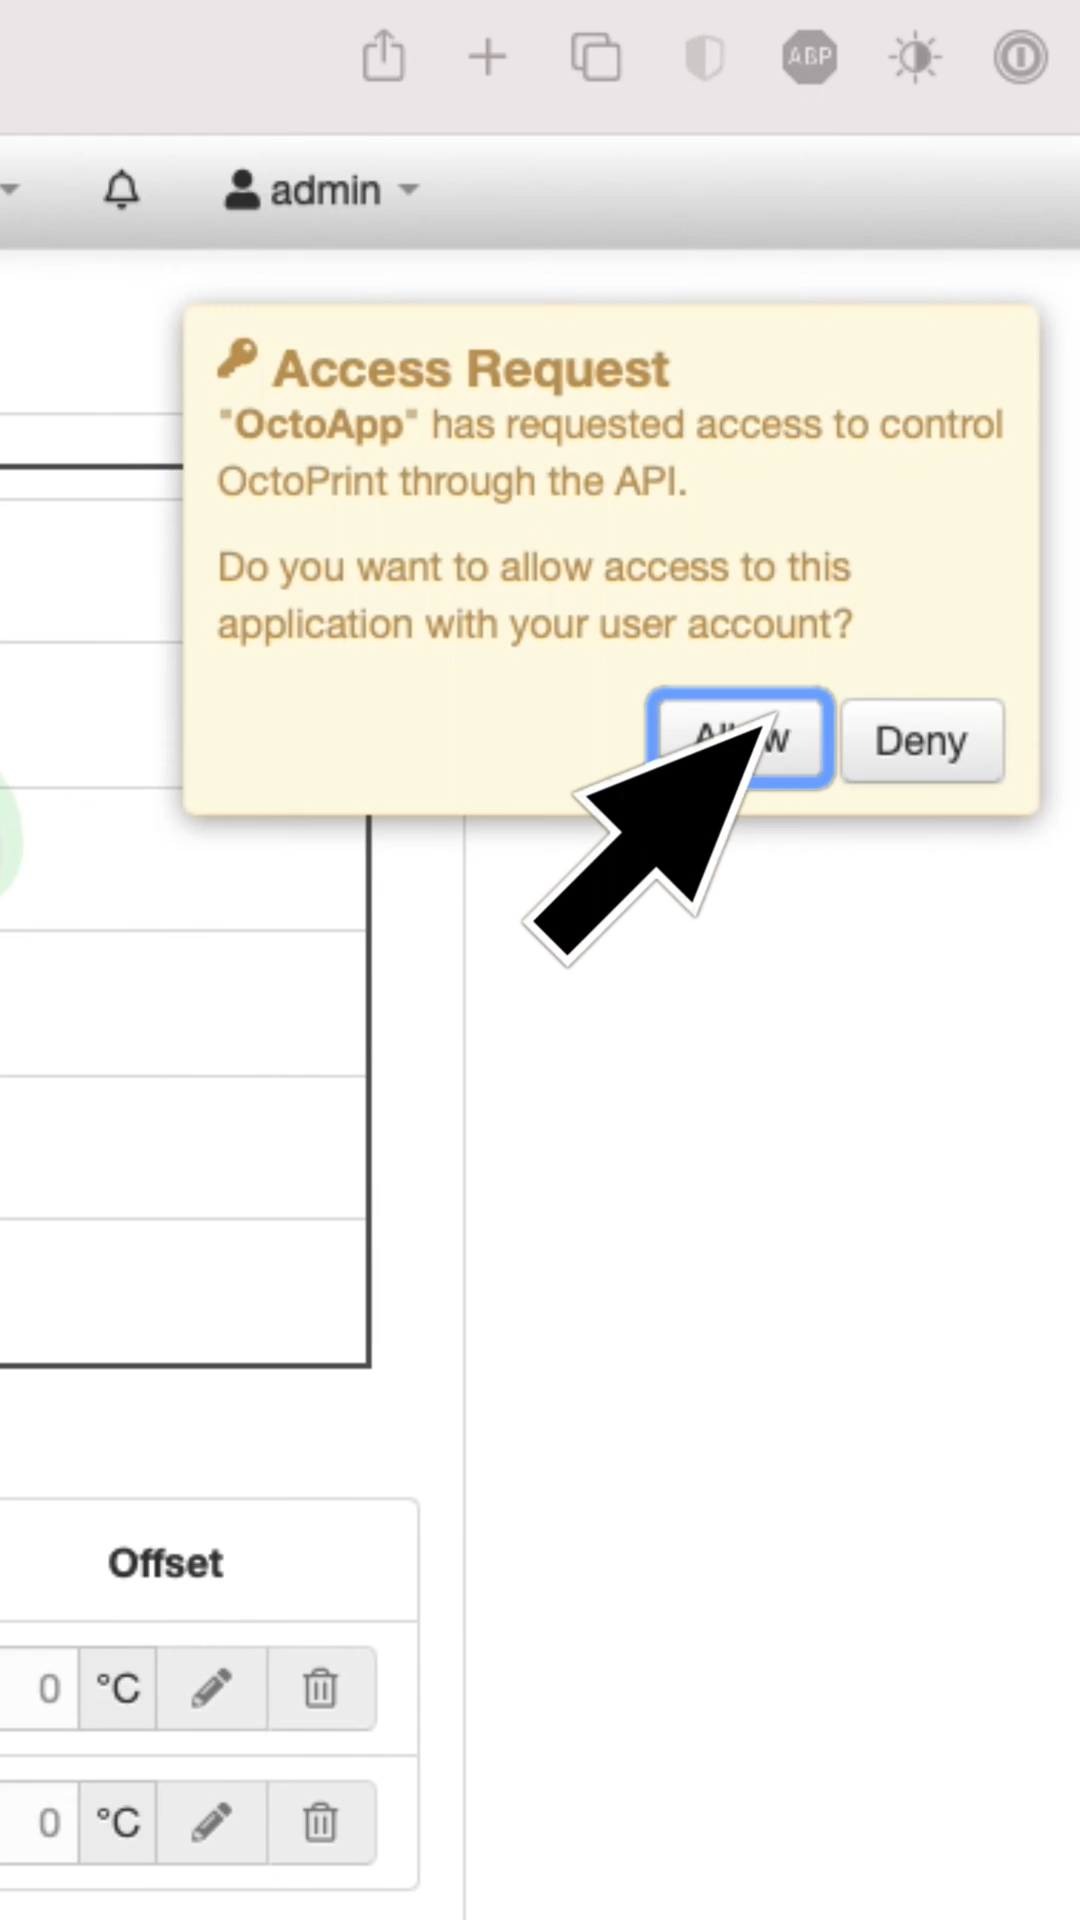 ABP
admin
Access Request
"OctoApp" has requested access to control
OctoPrint through the API.
Do you want to allow access to this
application with your user account?
Allow Deny
Offset
0 °C
0 °C